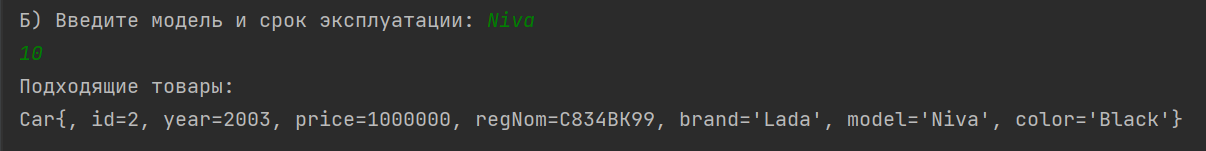 Б) Введите модель и срок эксплуатации: Niva
10
Подходящие товары:
Car{, id=2, year=2003, price=1000000, regNom=C834BK99, brand='Lada', model='Niva', color='Black'}